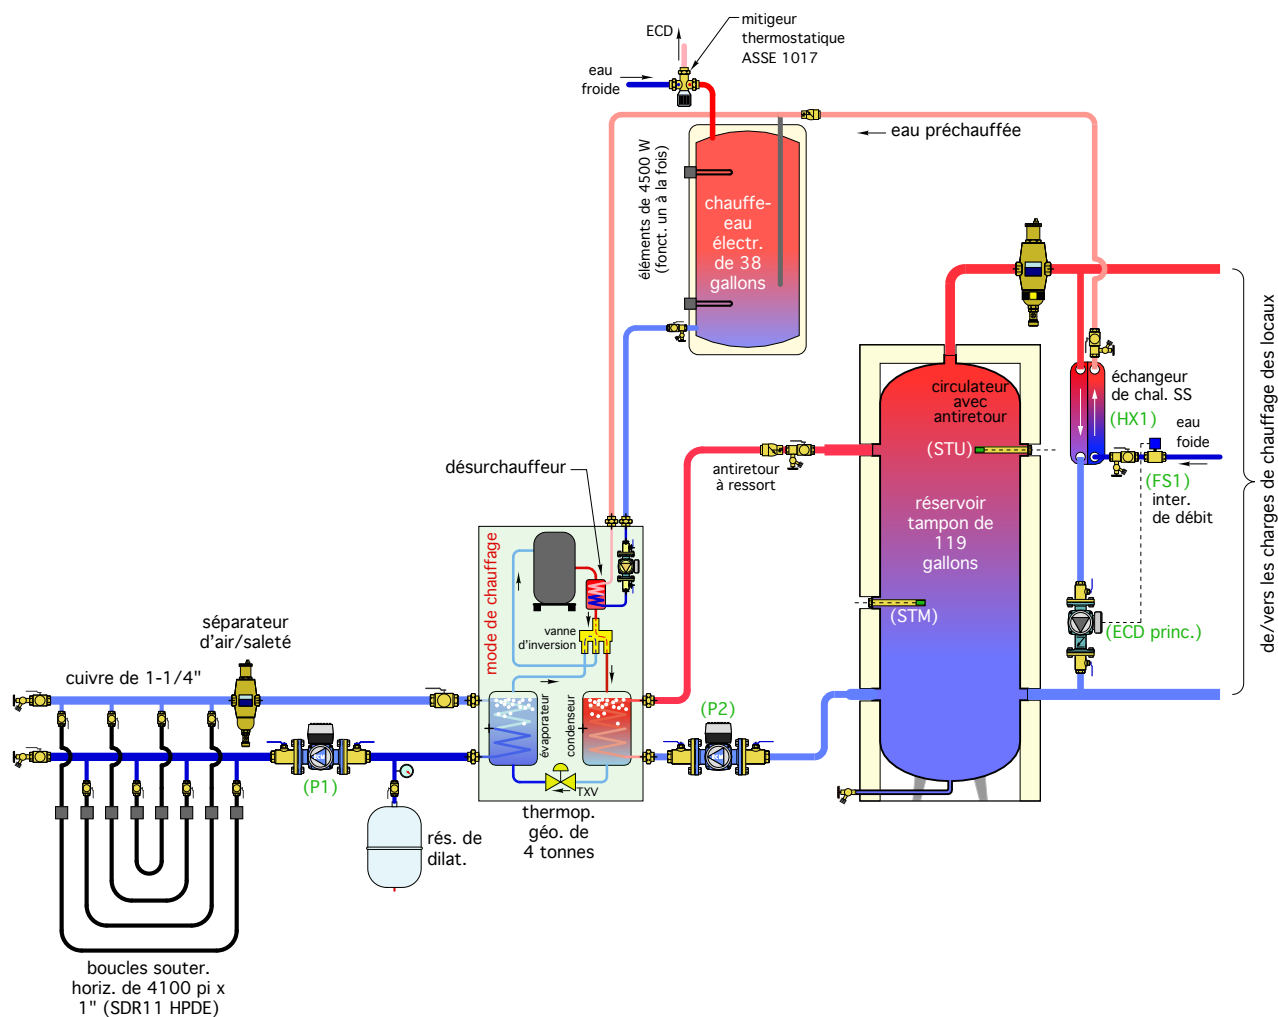 mitigeur
thermostatique
ASSE 1017
ECD
eau
froide
eau préchauffée
éléments de 4500 W
(fonct. un à la fois)
chauffe-
eau
électr.
de 38
gallons
de/vers les charges de chauffage des locaux
circulateur
avec
antiretour
échangeur
de chal. SS
(HX1)
eau
foide
(STU)
(FS1)
inter.
de débit
désurchauffeur
antiretour
à ressort
réservoir
tampon de
119
gallons
mode de chauffage
vanne
d'inversion
(STM)
(ECD princ.)
séparateur
d'air/saleté
cuivre de 1-1/4"
évaporateur
condenseur
(P2)
(P1)
TXV
thermop.
géo. de
4 tonnes
rés. de
dilat.
boucles souter.
horiz. de 4100 pi x
1" (SDR11 HPDE)